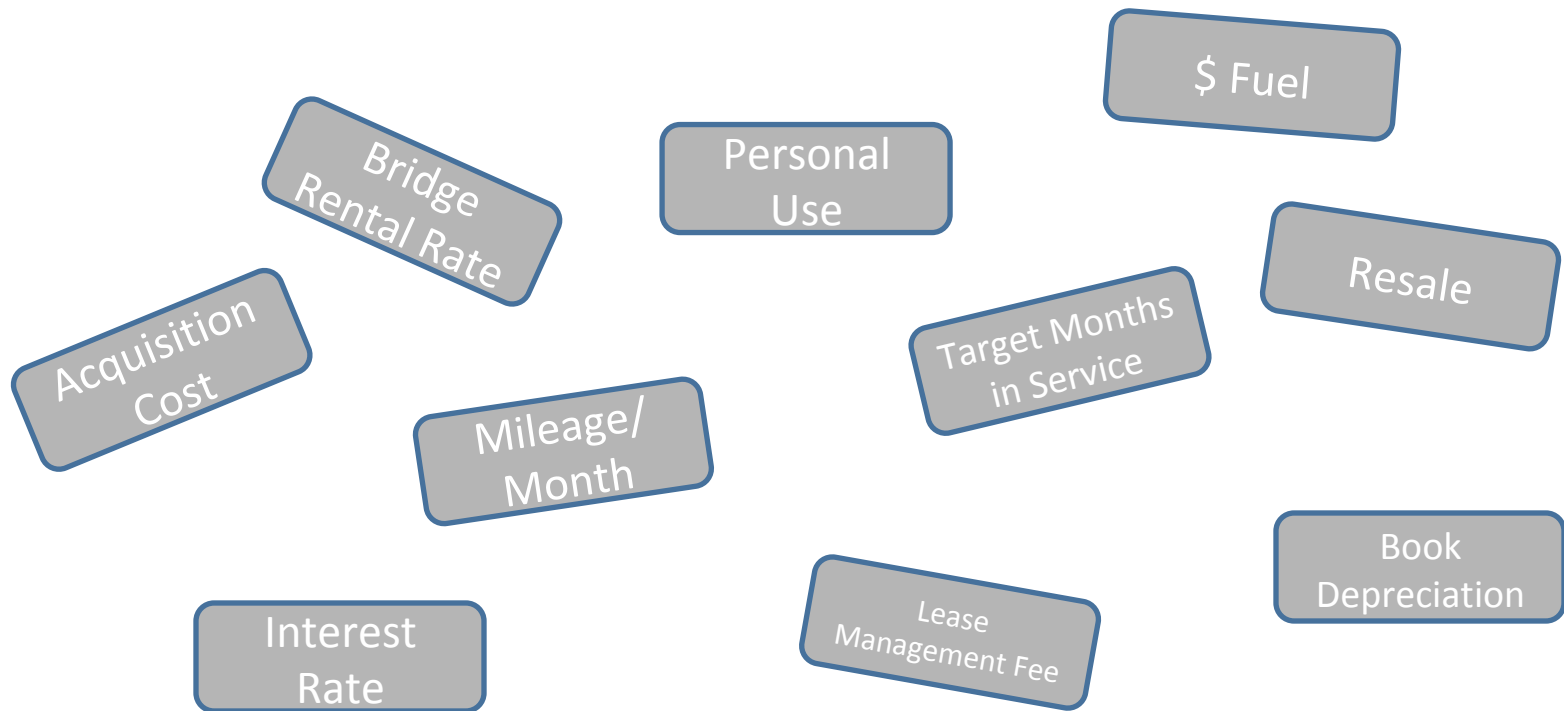 $ Fuel
Bridge
Rental Rate
Personal
Use
Resale
Acquisition
Cost
Target Months
in Service
Mileage/
Month
Book
Depreciation
Interest
Rate
Lease
Management Fee